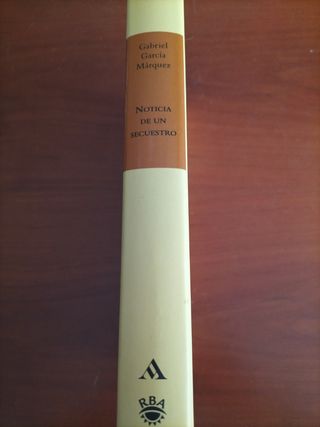 Gabriel
García
Márquez
NOTICIA
DE UN
SECUESTRO
RBA